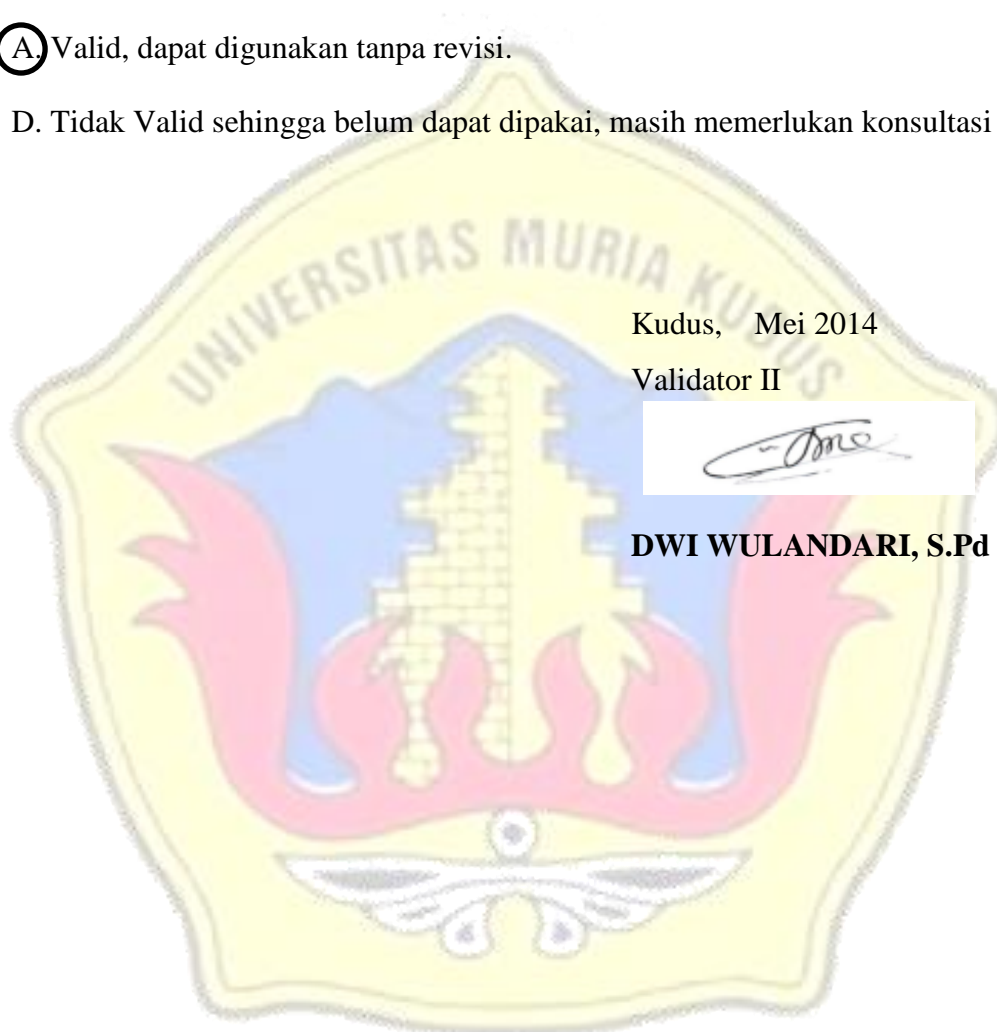 A. Valid, dapat digunakan tanpa revisi.
D. Tidak Valid sehingga belum dapat dipakai, masih memerlukan konsultasi
UNIVERSITAS MURIA KUDUS
Kudus, Mei 2014
Validator II
DWI WULANDARI, S.Pd